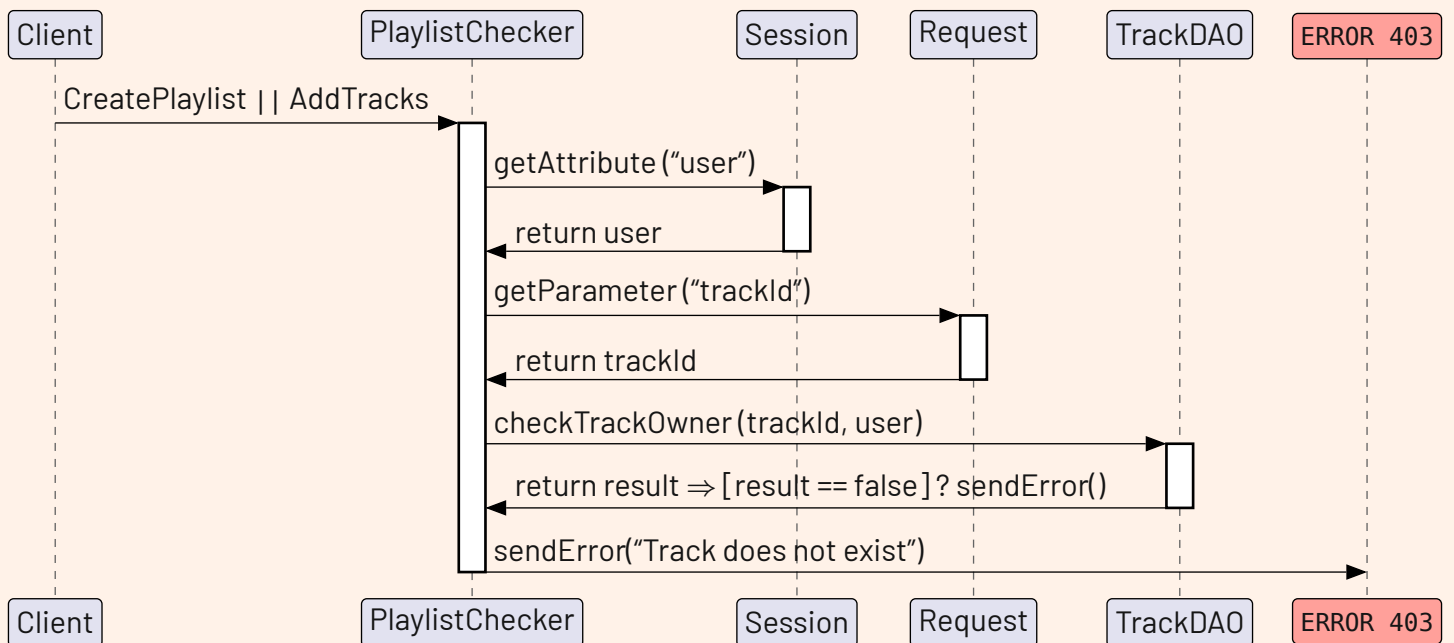 Client PlaylistChecker Session Request TrackDAO ERROR 403
CreatePlaylist || AddTracks
getAttribute (“user”)
return user
getParameter (“trackId”)
return trackId
checkTrackOwner (trackId, user)
return result ⇒ [result == false] ? sendError()
sendError(“Track does not exist”)
Client PlaylistChecker Session Request TrackDAO ERROR 403